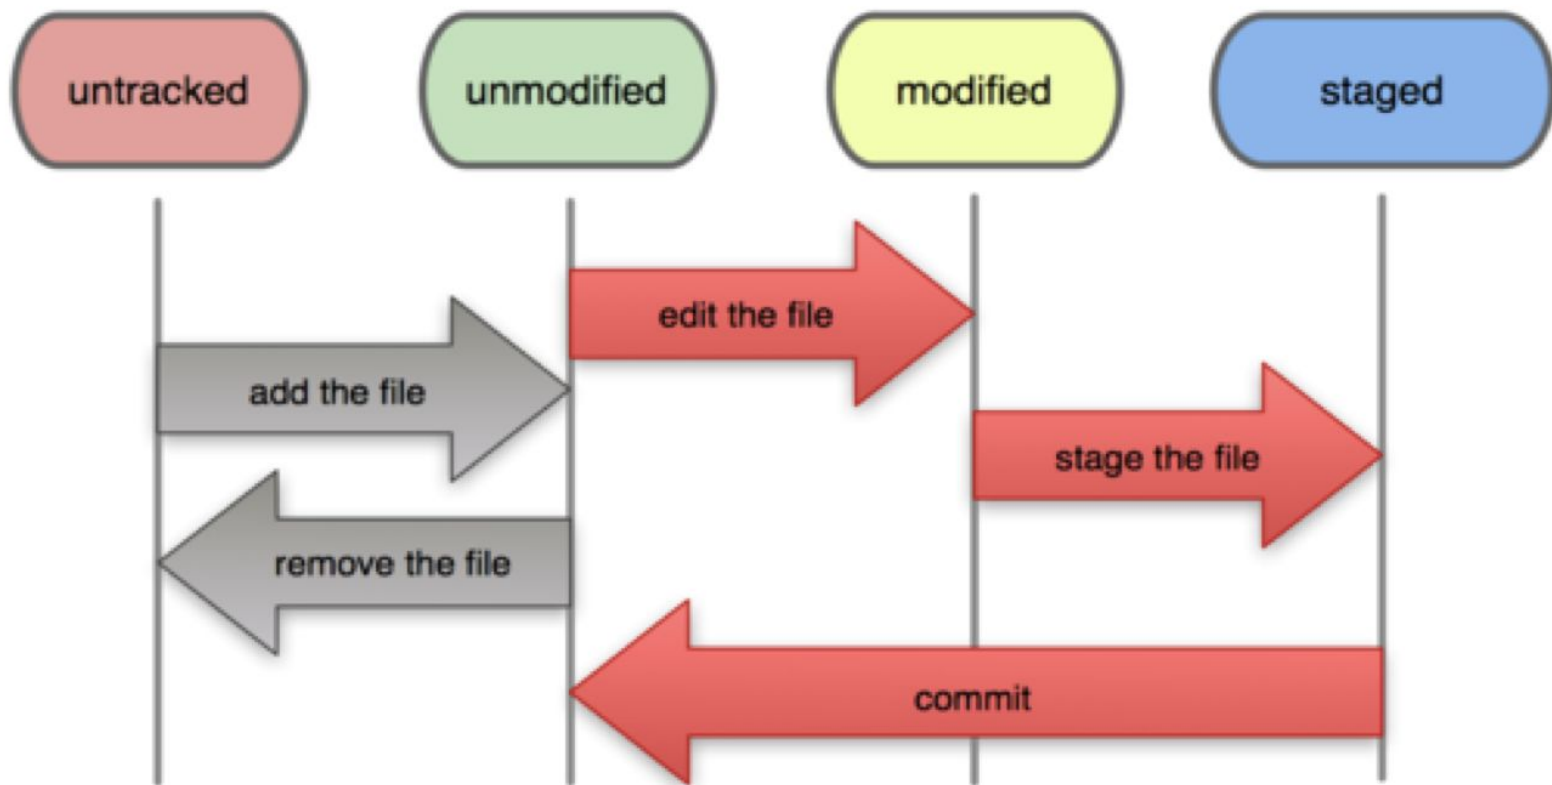 untracked
unmodified
modified
staged
edit the file
add the file
stage the file
remove the file
commit